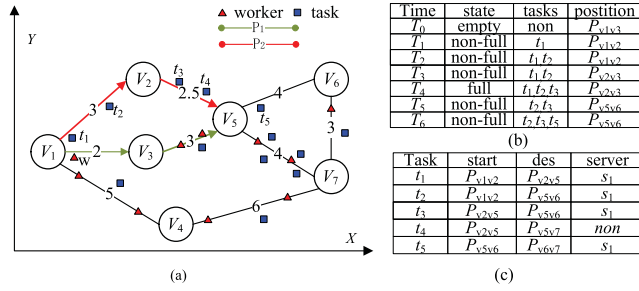 worker task
P1
P2
Y
t3
t4
V2
V6
4
2.5
3
t2
t5
V5
t1
3
V1
2
V3
3
4
w
V7
5
6
V4
X
(a)
Time state tasks postition
T0 empty non Pv1v3
T1 non-full t1 Pv1v2
T2 non-full t1 t2 Pv1v2
T3 non-full t1 t2 Pv2v3
T4 full t1 t2 t3 Pv2v3
T5 non-full t2 t3 Pv5v6
T6 non-full t2 t3 t5 Pv5v6
(b)
Task start des server
t1 Pv1v2 Pv2v5 s1
t2 Pv1v2 Pv5v6 s1
t3 Pv2v5 Pv5v6 s1
t4 Pv2v5 Pv5v7 non
t5 Pv5v6 Pv6v7 s1
(c)